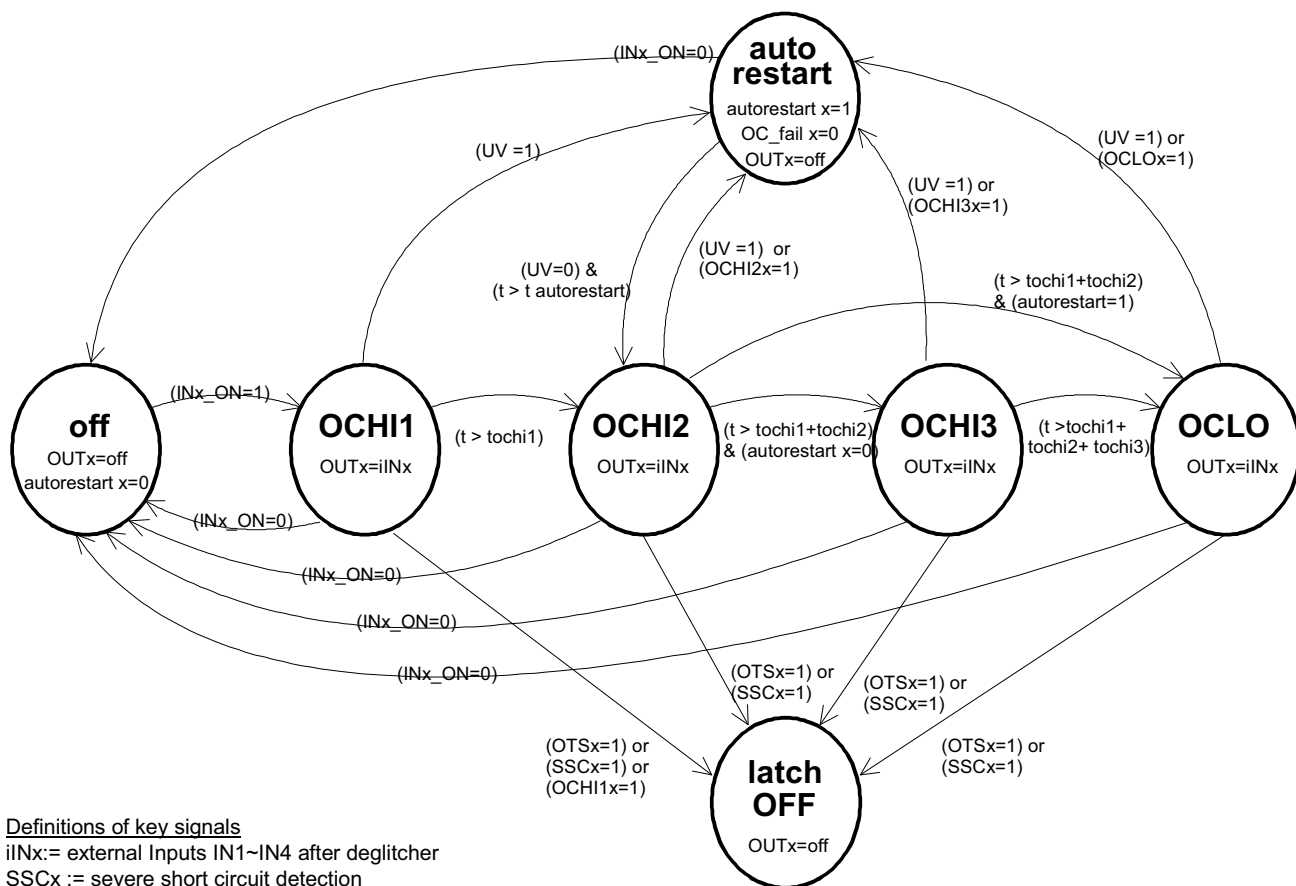 auto
restart
autorestart x=1
OC_fail x=0
OUTx=off
(INx_ON=0)
(UV =1)
(UV =1) or
(OCLOx=1)
(UV =1) or
(OCHI3x=1)
(UV =1) or
(OCHI2x=1)
(UV=0) &
(t > t autorestart)
(t > tochi1+tochi2)
& (autorestart=1)
off
OUTx=off
autorestart x=0
(INx_ON=1)
OCHI1
OUTx=iINx
(t > tochi1)
OCHI2
OUTx=iINx
(t > tochi1+tochi2)
& (autorestart x=0)
OCHI3
OUTx=iINx
(t >tochi1+
tochi2+ tochi3)
OCLO
OUTx=iINx
(INx_ON=0)
(INx_ON=0)
(INx_ON=0)
(INx_ON=0)
(OTSx=1) or
(SSCx=1) or
(OCHI1x=1)
(OTSx=1) or
(SSCx=1)
(OTSx=1) or
(SSCx=1)
(OTSx=1) or
(SSCx=1)
latch
OFF
OUTx=off
Definitions of key signals
iINx:= external Inputs IN1~IN4 after deglitcher
SSCx := severe short circuit detection